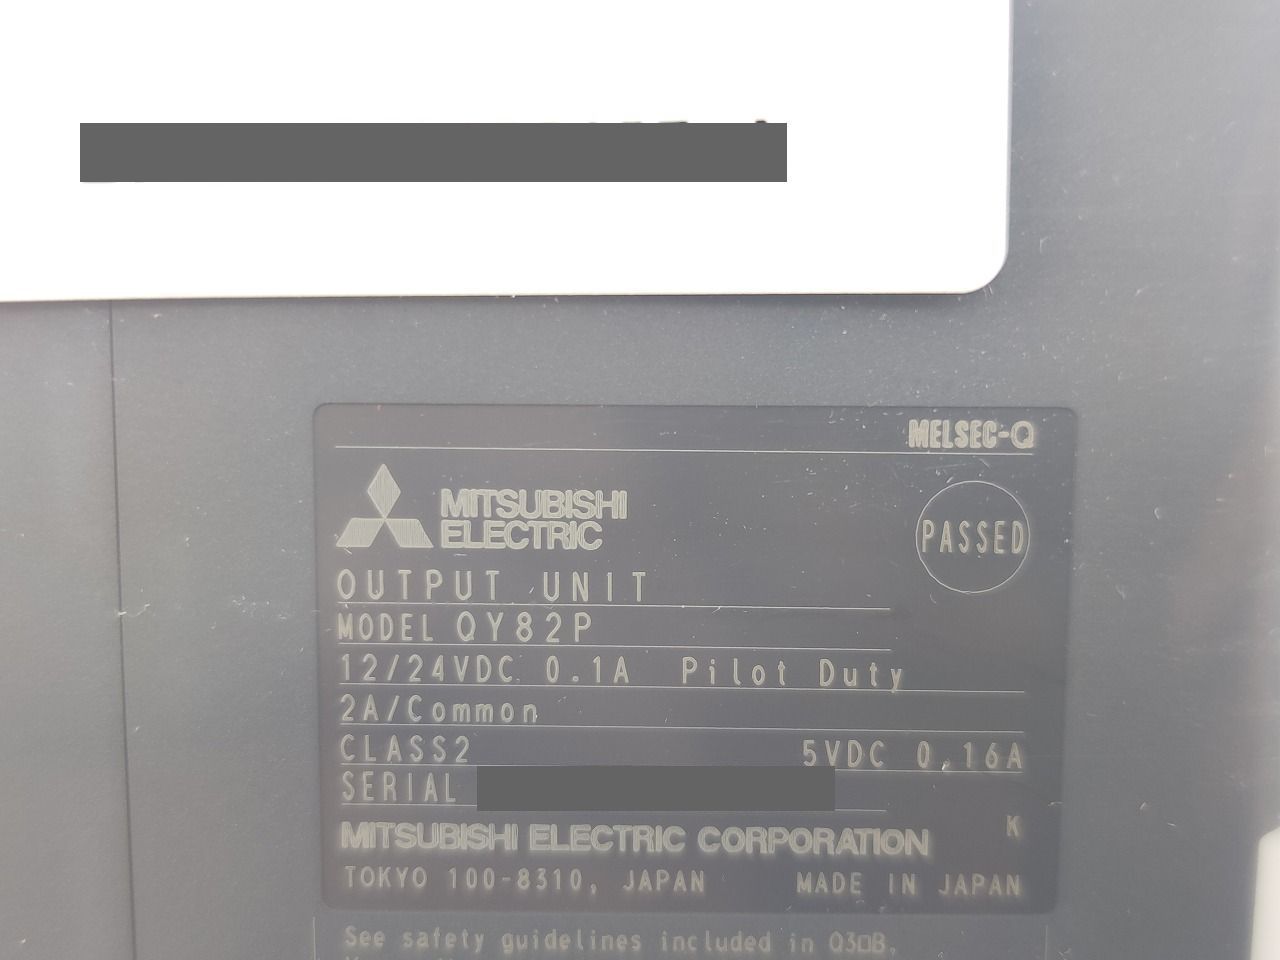 MELSEC-Q
MITSUBISHI
ELECTRIC
PASSED
OUTPUT UNIT
MODEL QY82P
12/24VDC 0.1A Pilot Duty
2A/Common
CLASS2 5VDC 0.16A
SERIAL
K
MITSUBISHI ELECTRIC CORPORATION
TOKYO 100-8310, JAPAN MADE IN JAPAN
See safety guidelines included in Q3□B.